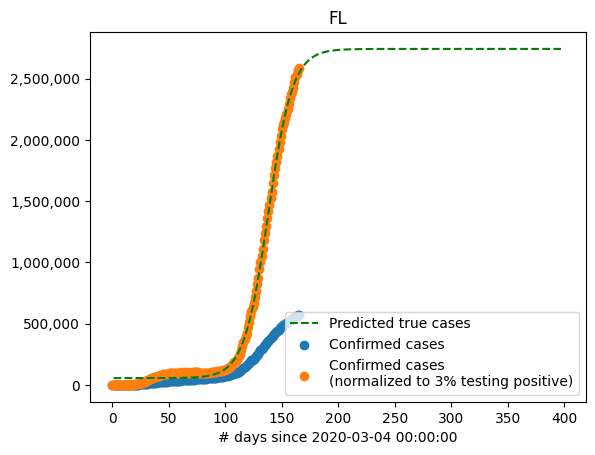 FL
2,500,000
2,000,000
1,500,000
1,000,000
500,000
0
Predicted true cases
Confirmed cases
Confirmed cases
(normalized to 3% testing positive)
0 50 100 150 200 250 300 350 400
# days since 2020-03-04 00:00:00